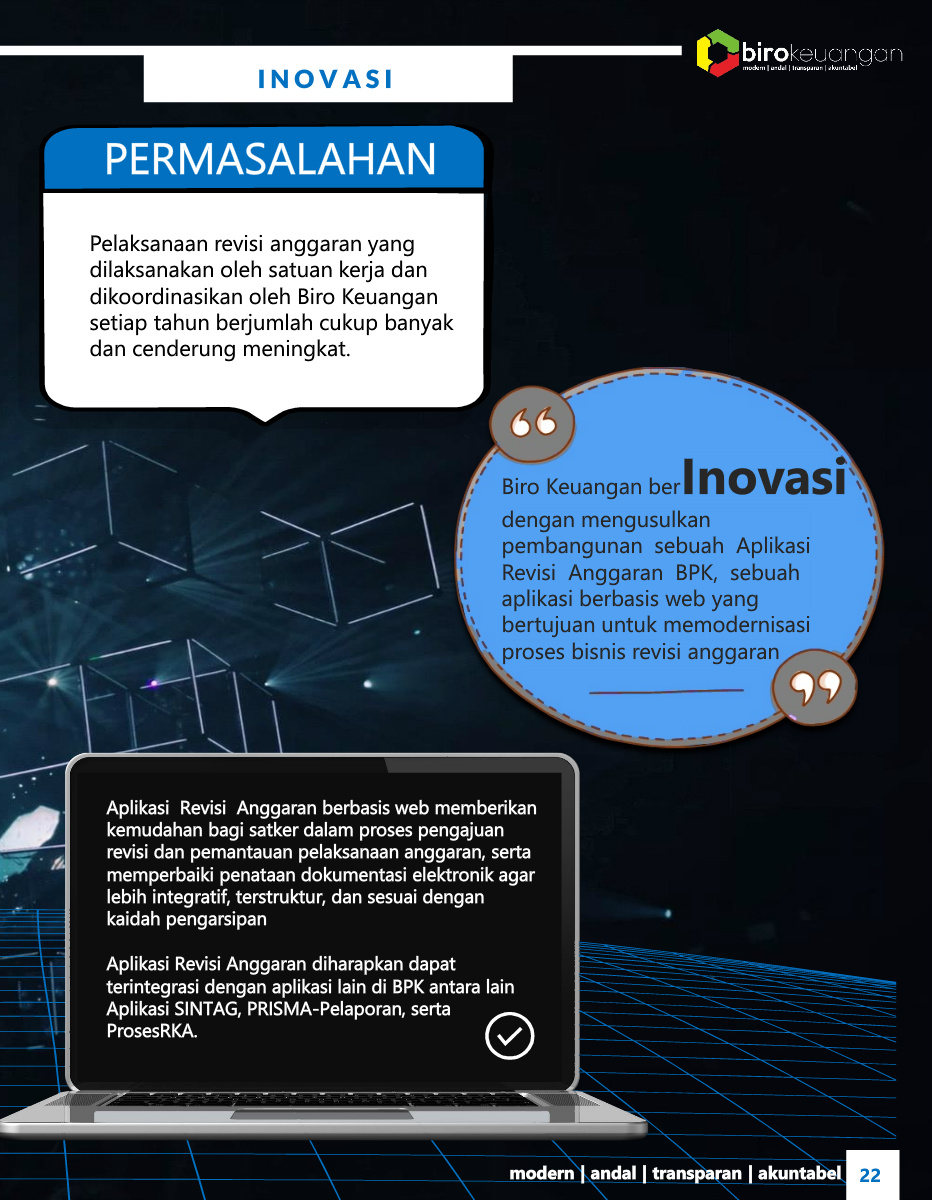 birokeuangan
modern | andal | transparan | akuntabel
INOVASI
PERMASALAHAN
Pelaksanaan revisi anggaran yang
dilaksanakan oleh satuan kerja dan
dikoordinasikan oleh Biro Keuangan
setiap tahun berjumlah cukup banyak
dan cenderung meningkat.
Biro Keuangan berInovasi
dengan mengusulkan
pembangunan sebuah Aplikasi
Revisi Anggaran BPK, sebuah
aplikasi berbasis web yang
bertujuan untuk memodernisasi
proses bisnis revisi anggaran
Aplikasi Revisi Anggaran berbasis web memberikan
kemudahan bagi satker dalam proses pengajuan
revisi dan pemantauan pelaksanaan anggaran, serta
memperbaiki penataan dokumentasi elektronik agar
lebih integratif, terstruktur, dan sesuai dengan
kaidah pengarsipan
Aplikasi Revisi Anggaran diharapkan dapat
terintegrasi dengan aplikasi lain di BPK antara lain
Aplikasi SINTAG, PRISMA-Pelaporan, serta
ProsesRKA.
modern | andal | transparan | akuntabel 22